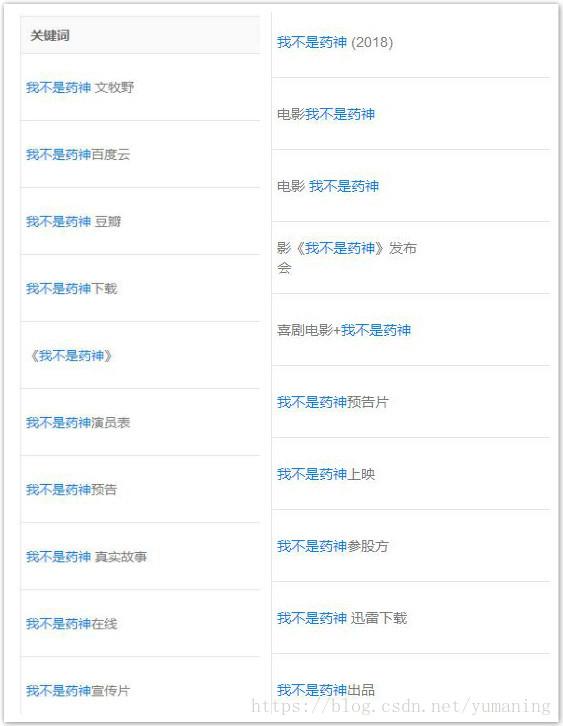 关键词
我不是药神 文牧野
我不是药神百度云
我不是药神 豆瓣
我不是药神下载
《我不是药神》
我不是药神演员表
我不是药神预告
我不是药神 真实故事
我不是药神在线
我不是药神宣传片
我不是药神 (2018)
电影我不是药神
电影 我不是药神
影《我不是药神》发布
会
喜剧电影+我不是药神
我不是药神预告片
我不是药神上映
我不是药神参股方
我不是药神 迅雷下载
我不是药神出品
https://blog.csdn.net/yumaning